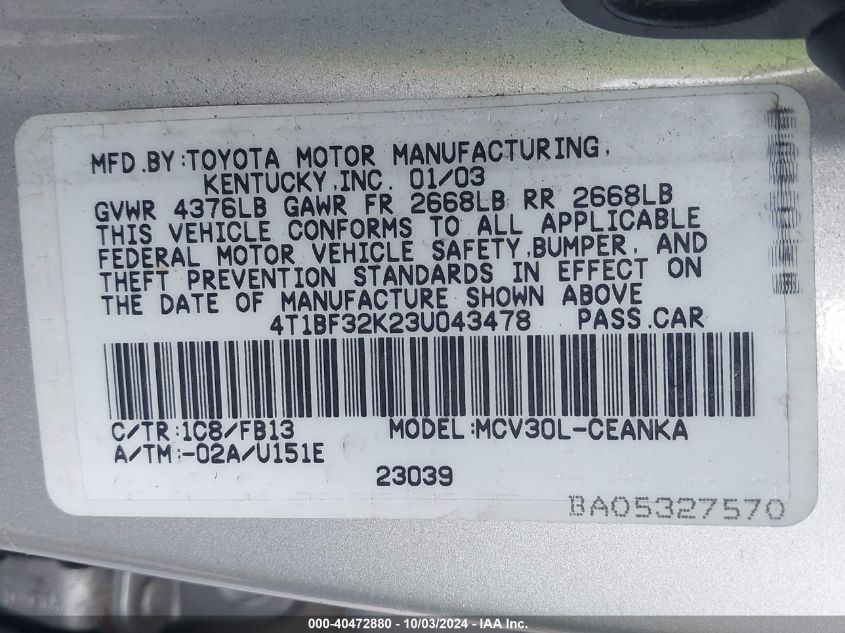 MFD.BY:TOYOTA MOTOR MANUFACTURING,
KENTUCKY,INC. 01/03
GVWR 4376LB GAWR FR 2668LB RR 2668LB
THIS VEHICLE CONFORMS TO ALL APPLICABLE
FEDERAL MOTOR VEHICLE SAFETY,BUMPER, AND
THEFT PREVENTION STANDARDS IN EFFECT ON
THE DATE OF MANUFACTURE SHOWN ABOVE
4T1BF32K23U043478 PASS.CAR
C/TR:1C8/FB13 MODEL:MCV30L-CEANKA
A/TM:-02A/U151E
23039
BA05327570
000-40472880 - 10/03/2024 - COPYRIGHT IAA, Inc.